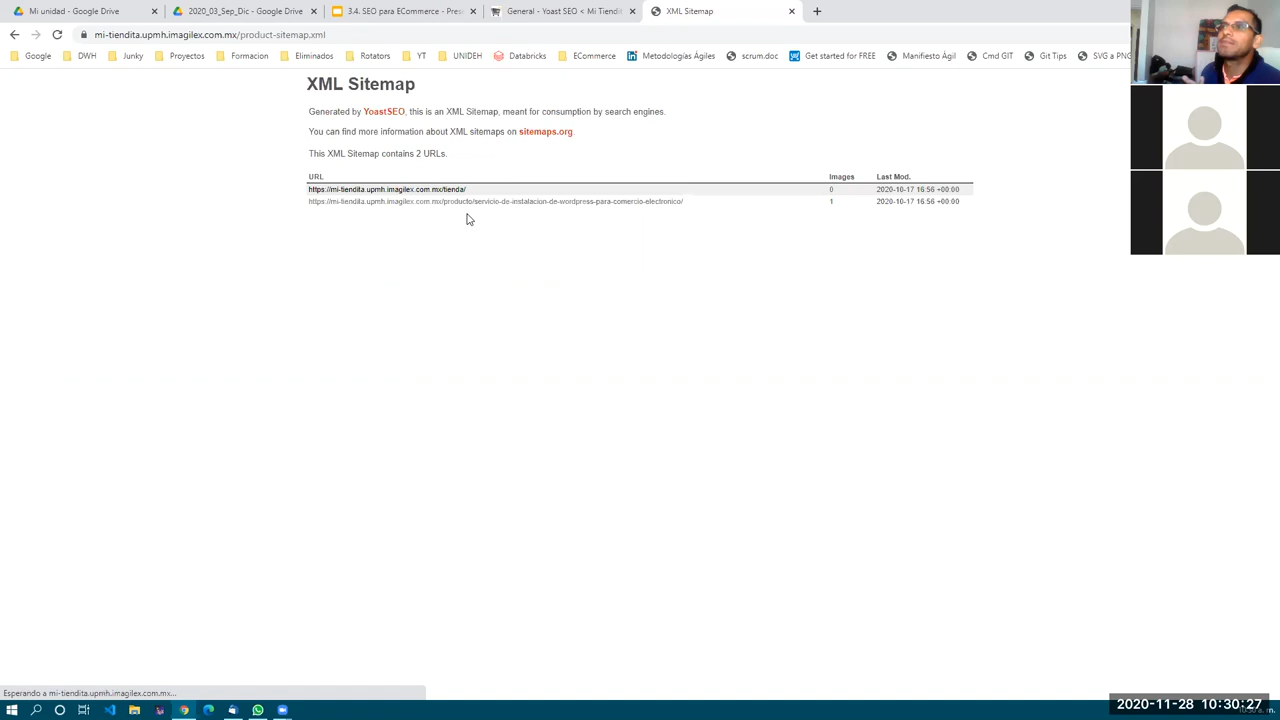 Mi unidad - Google Drive
2020_03_Sep_Dic - Google Drive
3.4. SEO para ECommerce - Pres
General - Yoast SEO < Mi Tiendit
XML Sitemap
mi-tiendita.upmh.imagilex.com.mx/product-sitemap.xml
Google
DWH
Junky
Proyectos
Formacion
Eliminados
Rotators
YT
UNIDEH
Databricks
ECommerce
Metodologías Ágiles
scrum.doc
Get started for FREE
Manifiesto Ágil
Cmd GIT
Git Tips
SVG a PNG
XML Sitemap
Generated by YoastSEO, this is an XML Sitemap, meant for consumption by search engines.
You can find more information about XML sitemaps on sitemaps.org.
This XML Sitemap contains 2 URLs.
URL Images Last Mod.
https://mi-tiendita.upmh.imagilex.com.mx/tienda/ 0 2020-10-17 16:56 +00:00
https://mi-tiendita.upmh.imagilex.com.mx/producto/servicio-de-instalacion-de-wordpress-para-comercio-electronico/ 1 2020-10-17 16:56 +00:00
Esperando a mi-tiendita.upmh.imagilex.com.mx...
2020-11-28 10:30:27